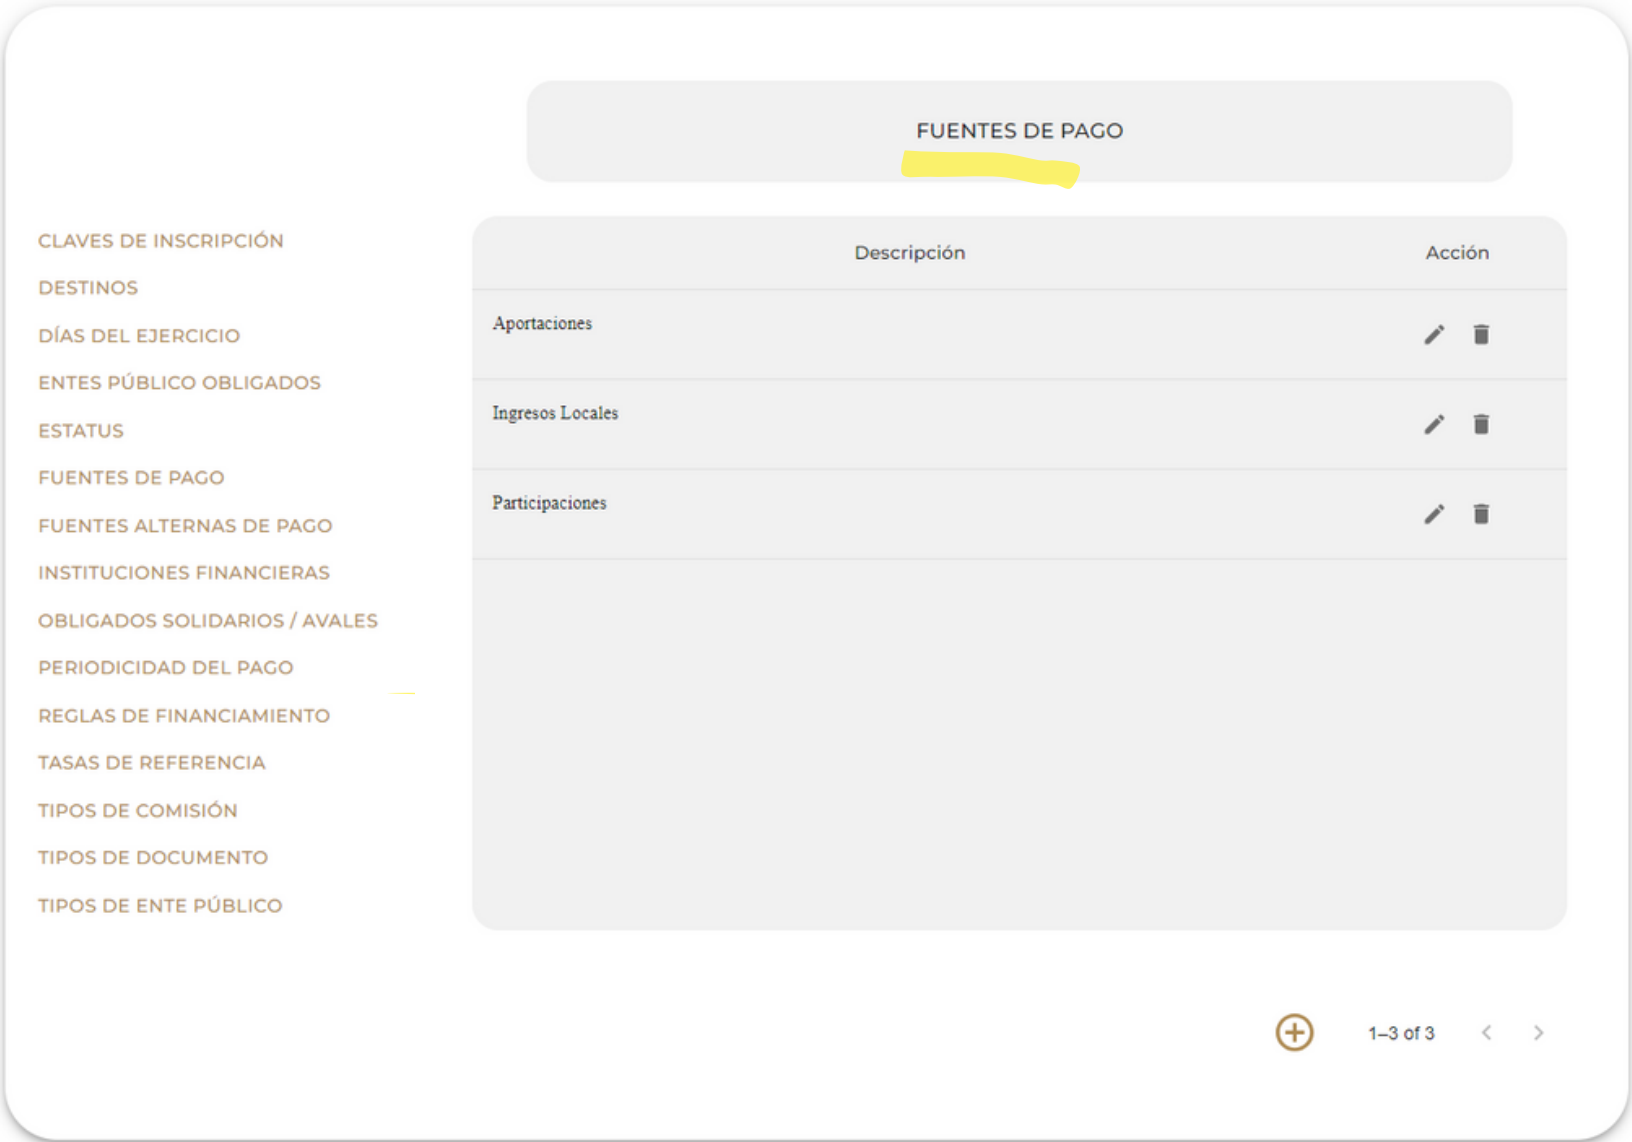 FUENTES DE PAGO
CLAVES DE INSCRIPCIÓN
DESTINOS
DÍAS DEL EJERCICIO
ENTES PÚBLICO OBLIGADOS
ESTATUS
FUENTES DE PAGO
FUENTES ALTERNAS DE PAGO
INSTITUCIONES FINANCIERAS
OBLIGADOS SOLIDARIOS / AVALES
PERIODICIDAD DEL PAGO
REGLAS DE FINANCIAMIENTO
TASAS DE REFERENCIA
TIPOS DE COMISIÓN
TIPOS DE DOCUMENTO
TIPOS DE ENTE PÚBLICO
Descripción Acción
Aportaciones
Ingresos Locales
Participaciones
1–3 of 3